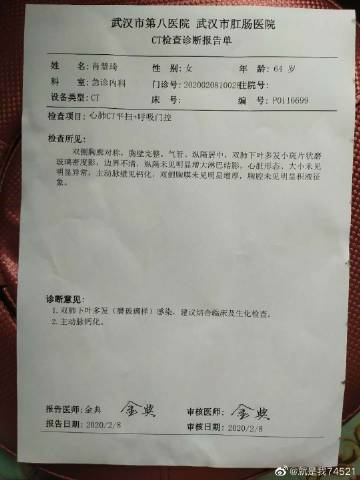 武汉市第八医院 武汉市肛肠医院
CT检查诊断报告单
姓 名: 肖慧琦 性 别: 女 年 龄: 64 岁
科 室: 急诊内科 门诊号: 202002081002 住院号:
设备类型: CT 床 号: 编 号: P0116699
检查项目: 心肺CT平扫+呼吸门控
检查所见:
双侧胸廓对称，胸壁完整，气管、纵隔居中，双肺下叶多发小斑片状磨
玻璃密度影，边界不清，纵隔未见明显增大淋巴结影，心脏形态、大小未见
明显异常，主动脉壁见钙化，双侧胸膜未见明显增厚，胸腔未见明显积液征
象。
诊断意见:
1.双肺下叶多发（磨玻璃样）感染，建议结合临床及生化检查。
2.主动脉钙化。
报告医师: 金典 金典 审核医师: 金典
报告日期: 2020/2/8 审核日期: 2020/2/8
@就是我74521